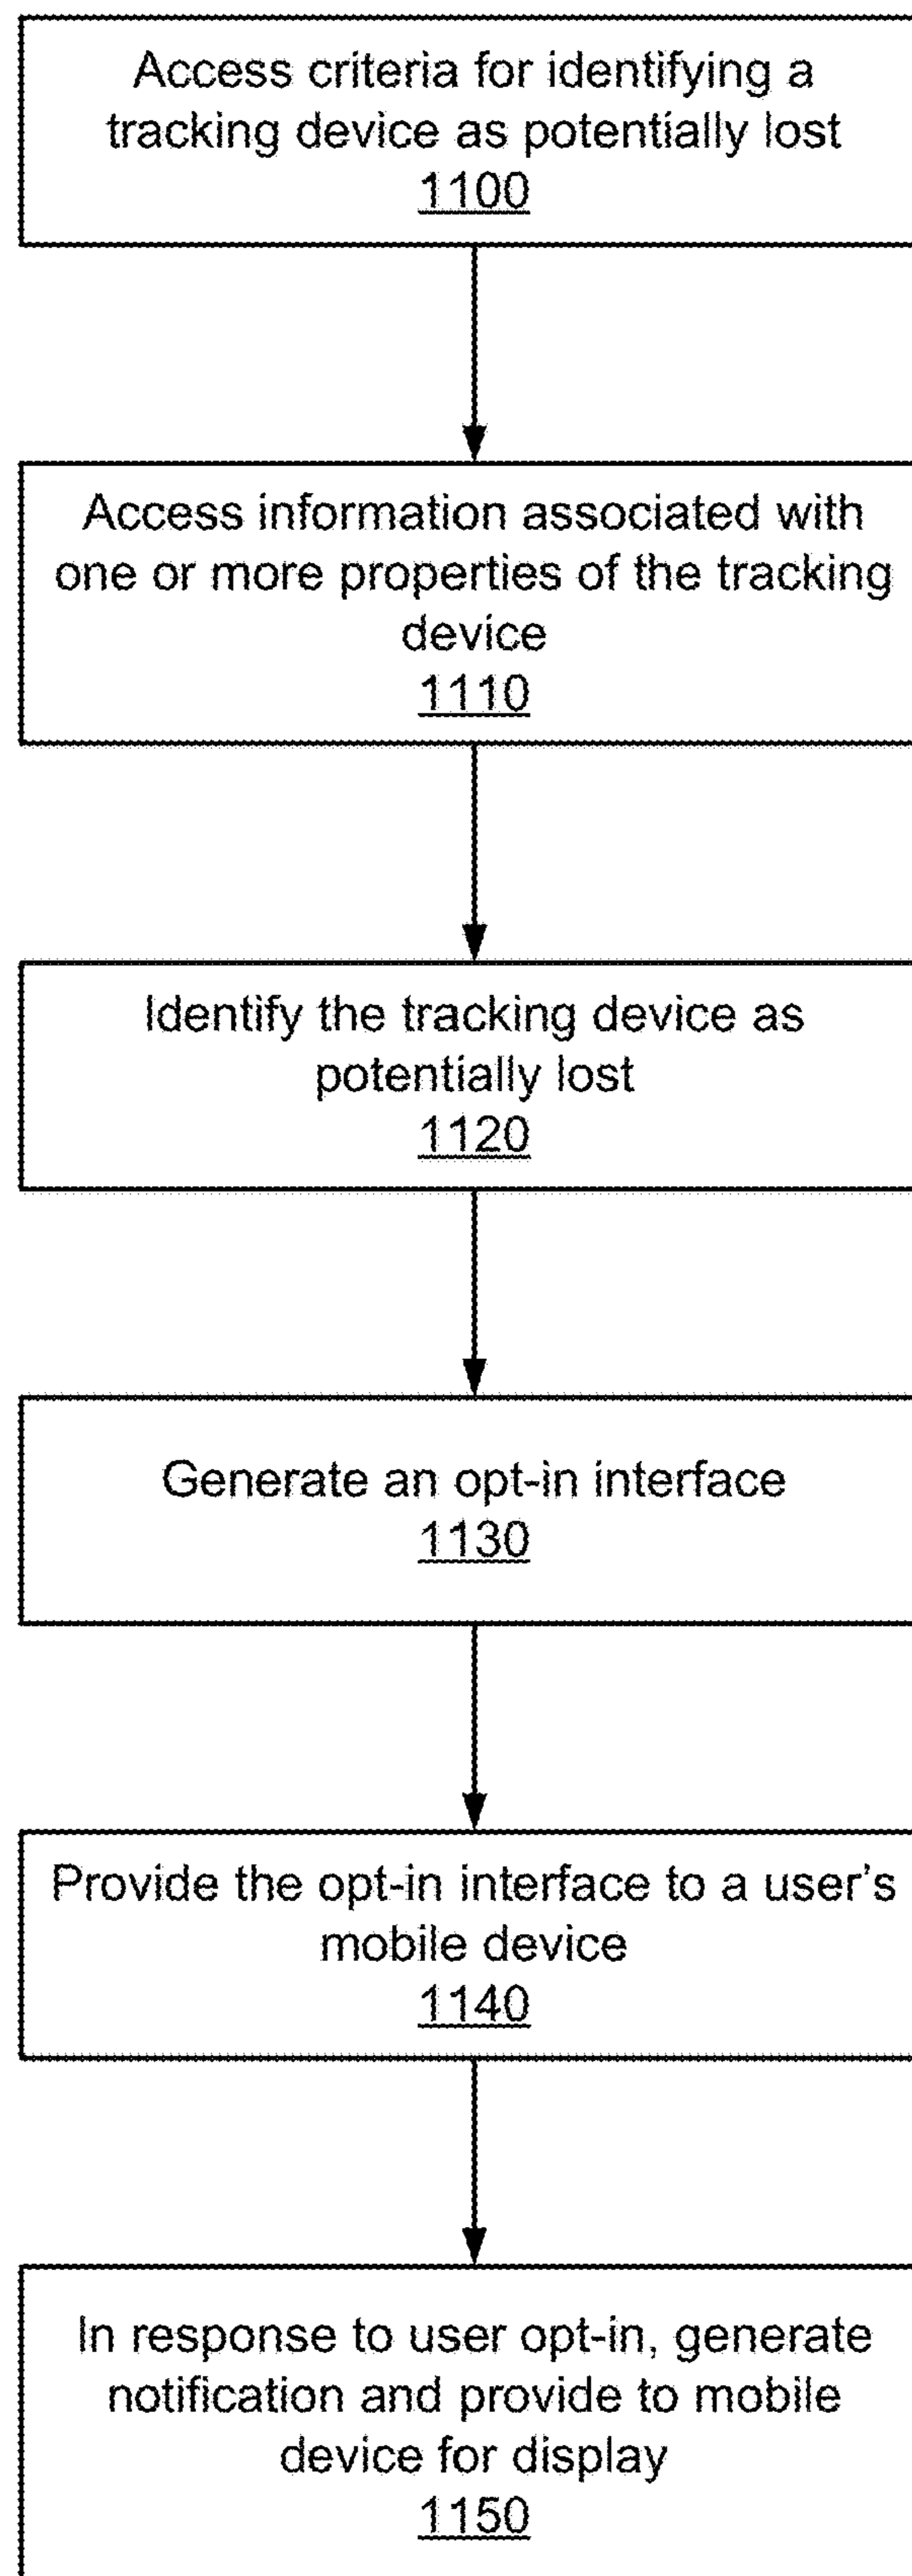 Access criteria for identifying a
tracking device as potentially lost
1100
Access information associated with
one or more properties of the tracking
device
1110
Identify the tracking device as
potentially lost
1120
Generate an opt-in interface
1130
Provide the opt-in interface to a user's
mobile device
1140
In response to user opt-in, generate
notification and provide to mobile
device for display
1150